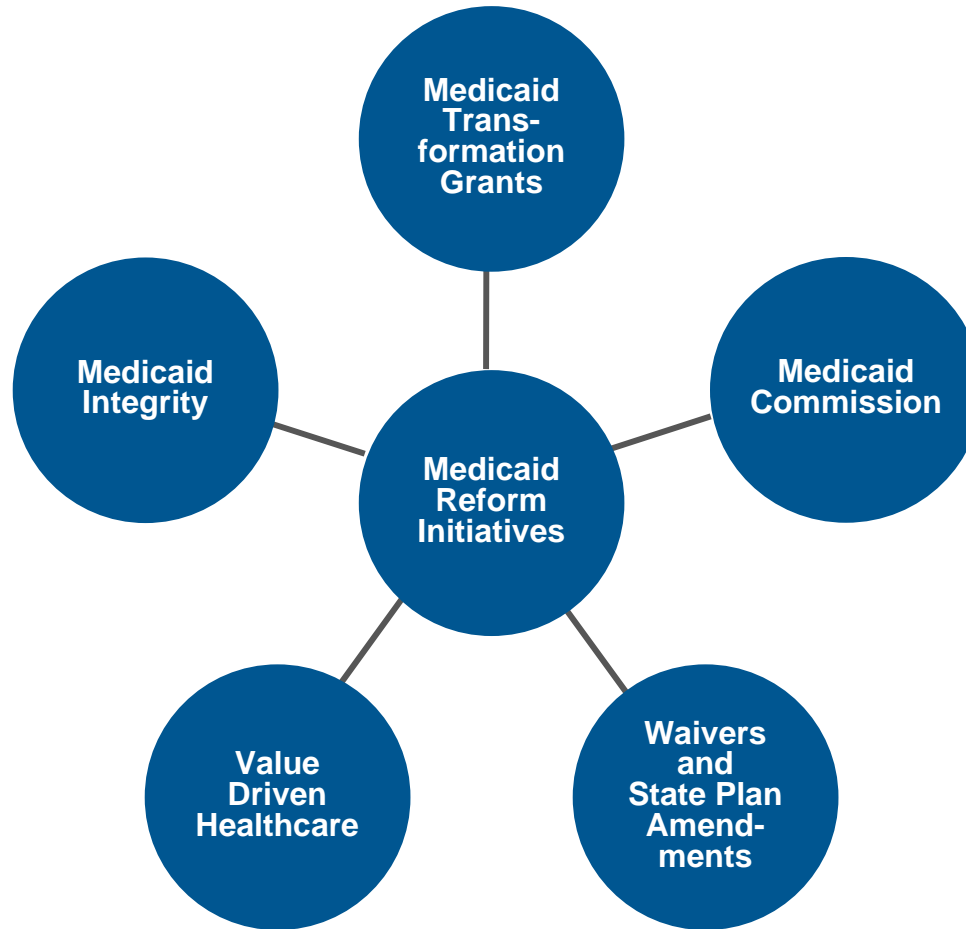 Medicaid
Trans-
formation
Grants
Medicaid
Integrity
Medicaid
Commission
Medicaid
Reform
Initiatives
Value
Driven
Healthcare
Waivers
and
State Plan
Amend-
ments